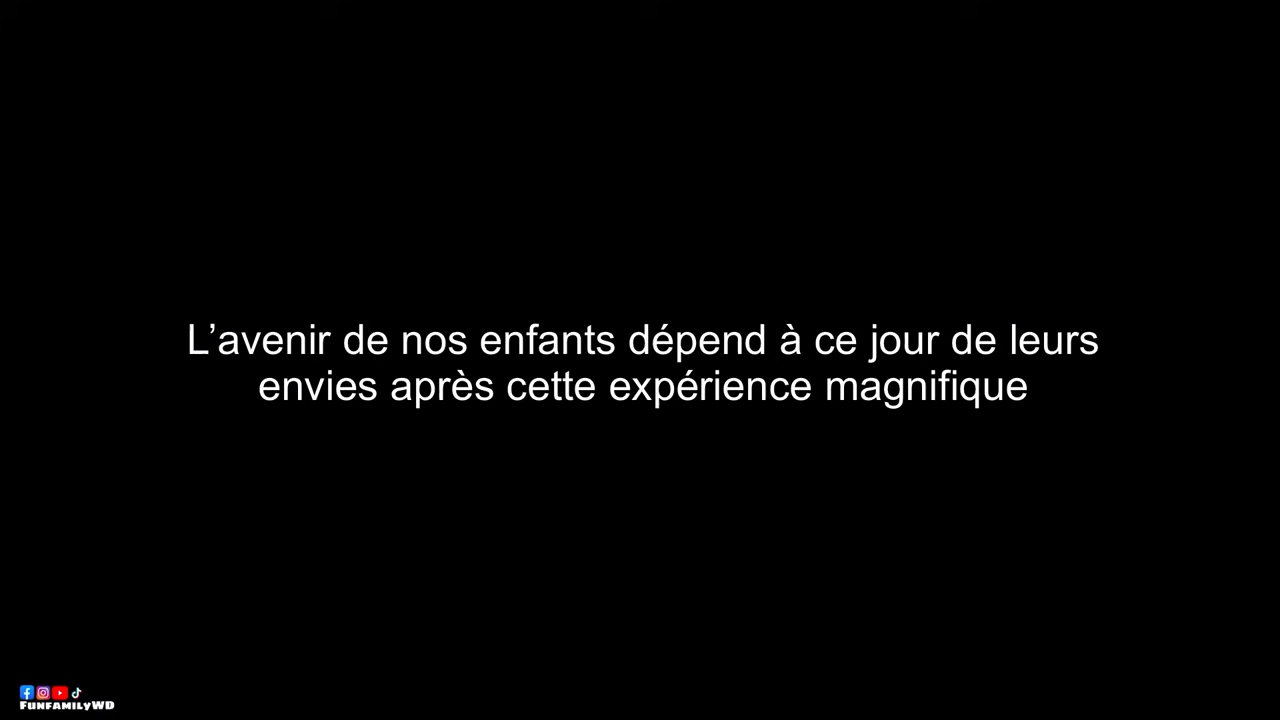 L’avenir de nos enfants dépend à ce jour de leurs
envies après cette expérience magnifique
FunfamilyWD